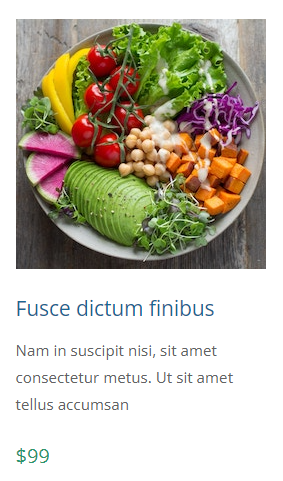 Fusce dictum finibus
Nam in suscipit nisi, sit amet
consectetur metus. Ut sit amet
tellus accumsan
$99